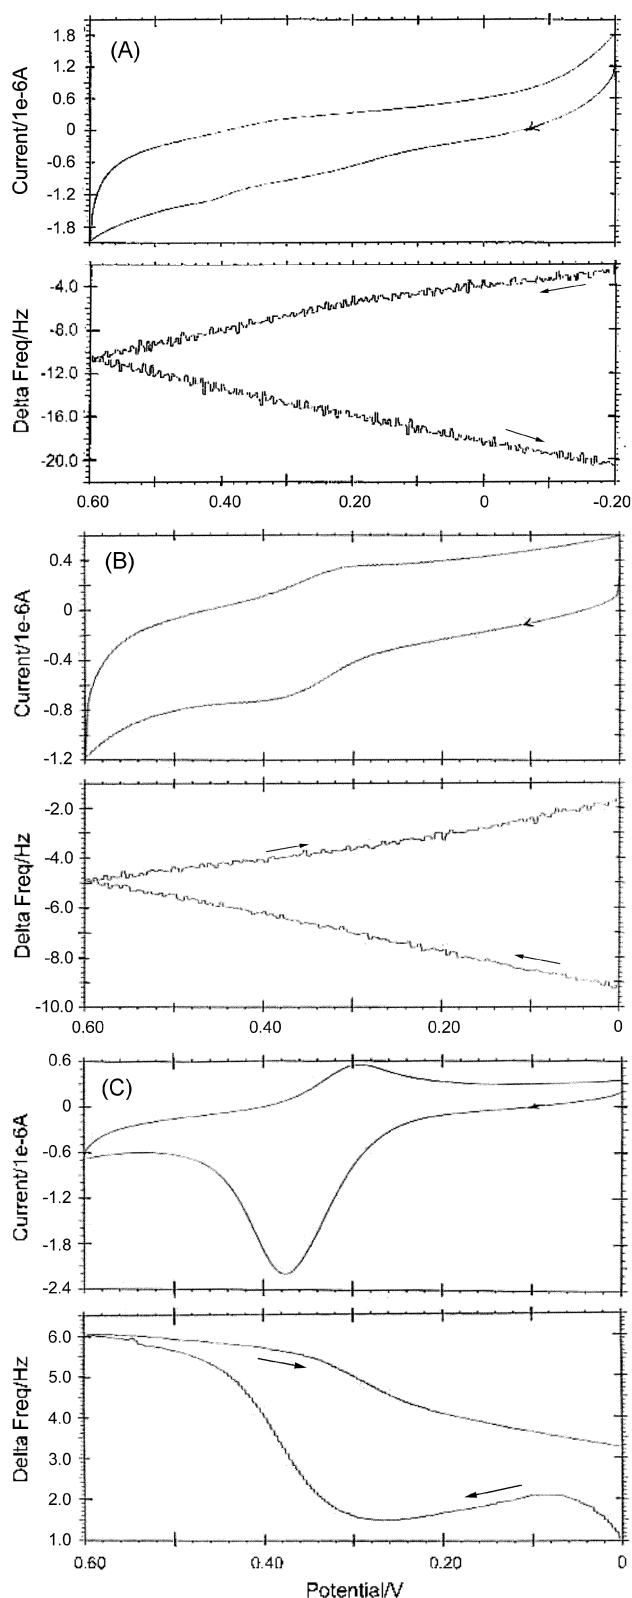 (A)
Current/1e-6A
1.8
1.2
0.6
0
-0.6
-1.2
-1.8
Delta Freq/Hz
-4.0
-8.0
-12.0
-16.0
-20.0
0.60 0.40 0.20 0 -0.20
(B)
Current/1e-6A
0.4
0
-0.4
-0.8
-1.2
Delta Freq/Hz
-2.0
-4.0
-6.0
-8.0
-10.0
0.60 0.40 0.20 0
(C)
Current/1e-6A
0.6
0
-0.6
-1.2
-1.8
-2.4
Delta Freq/Hz
6.0
5.0
4.0
3.0
2.0
1.0
0.60 0.40 0.20 0
Potential/V